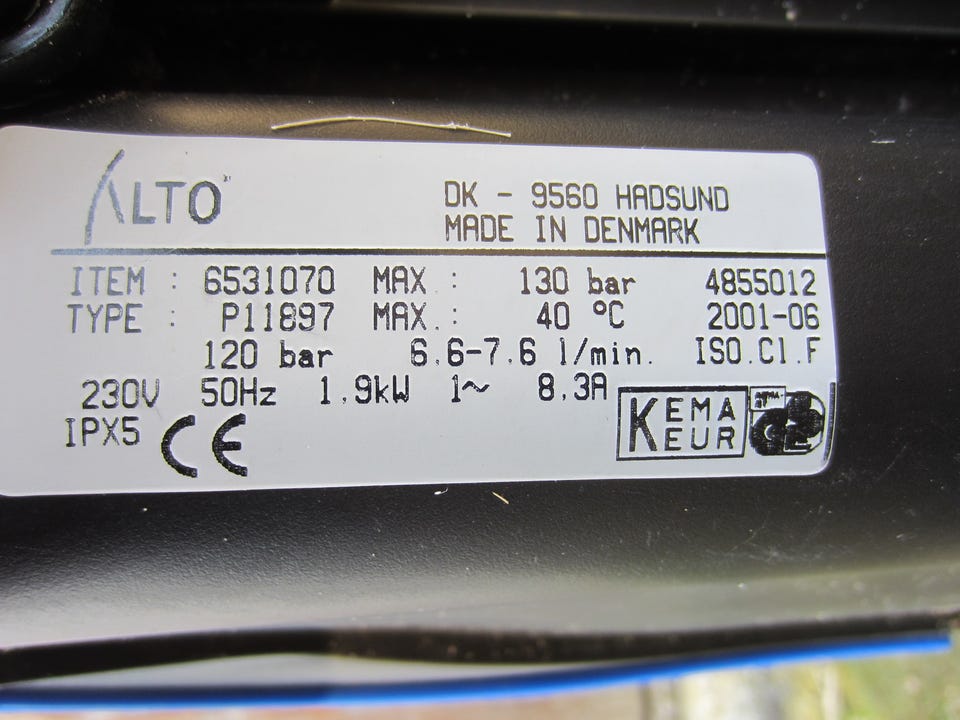 ALTO
DK - 9560 HADSUND
MADE IN DENMARK
ITEM : 6531070 MAX. : 130 bar 4855012
TYPE : P11897 MAX. : 40 °C 2001-06
120 bar 6.6-7.6 l/min. ISO.Cl.F
230V 50Hz 1.9kW 1~ 8.3A
IPX5 CE KEMA
EUR